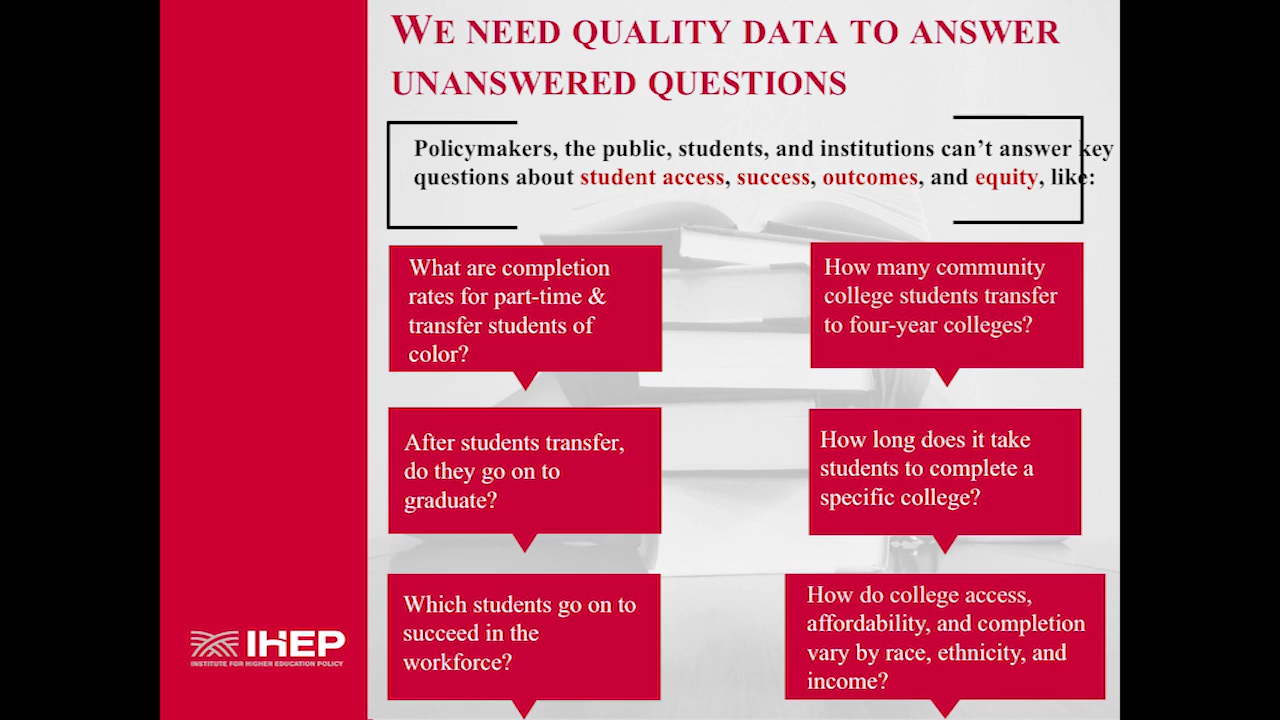 WE NEED QUALITY DATA TO ANSWER
UNANSWERED QUESTIONS
Policymakers, the public, students, and institutions can't answer key
questions about student access, success, outcomes, and equity, like:
What are completion
rates for part-time &
transfer students of
color?
How many community
college students transfer
to four-year colleges?
After students transfer,
do they go on to
graduate?
How long does it take
students to complete a
specific college?
Which students go on to
succeed in the
workforce?
How do college access,
affordability, and completion
vary by race, ethnicity, and
income?
IHEP
INSTITUTE FOR HIGHER EDUCATION POLICY